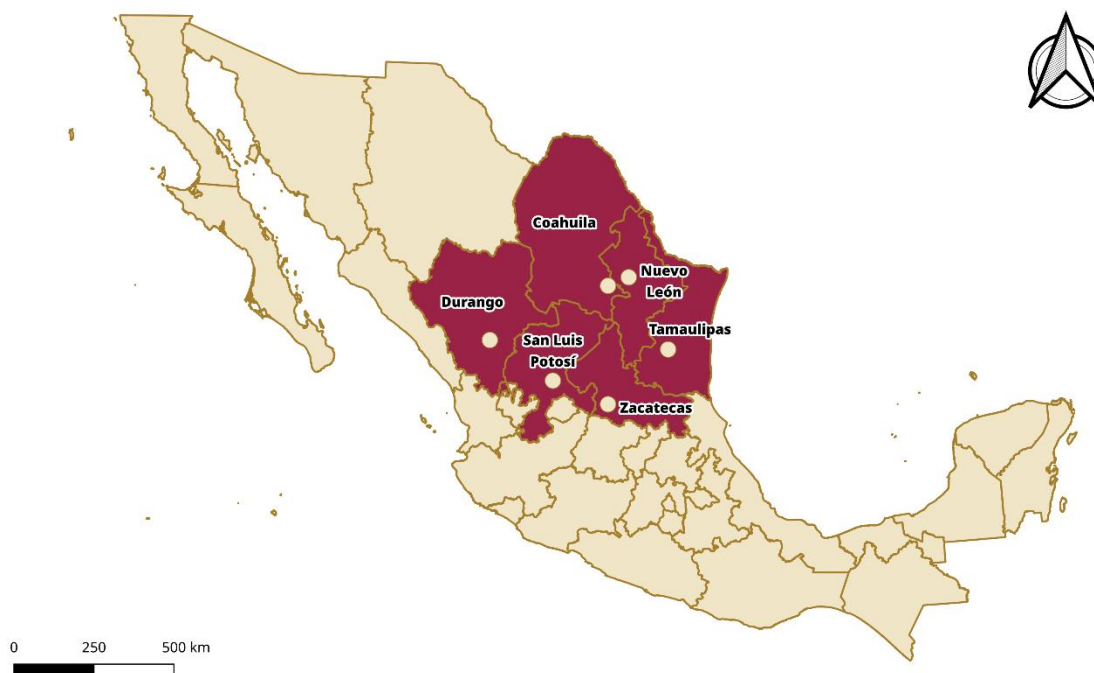 Coahuila
Nuevo
León
Durango
Tamaulipas
San Luis
Potosí
Zacatecas
0 250 500 km